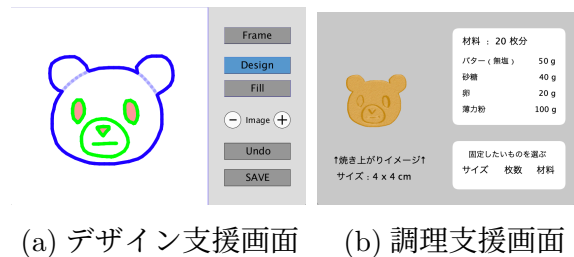 Frame
Design
Fill
− Image +
Undo
SAVE
材料 : 20 枚分
バター ( 無塩 ) 50 g
砂糖 40 g
卵 20 g
薄力粉 100 g
↑焼き上がりイメージ↑
サイズ : 4 x 4 cm
固定したいものを選ぶ
サイズ 枚数 材料
(a) デザイン支援画面 (b) 調理支援画面